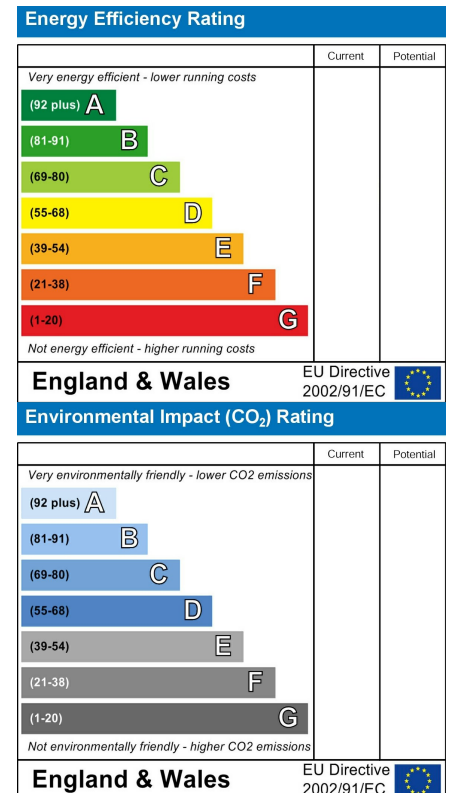 Energy Efficiency Rating
Current Potential
Very energy efficient - lower running costs
(92 plus) A
(81-91) B
(69-80) C
(55-68) D
(39-54) E
(21-38) F
(1-20) G
Not energy efficient - higher running costs
England & Wales
EU Directive
2002/91/EC
Environmental Impact (CO₂) Rating
Current Potential
Very environmentally friendly - lower CO2 emissions
(92 plus) A
(81-91) B
(69-80) C
(55-68) D
(39-54) E
(21-38) F
(1-20) G
Not environmentally friendly - higher CO2 emissions
England & Wales
EU Directive
2002/91/EC